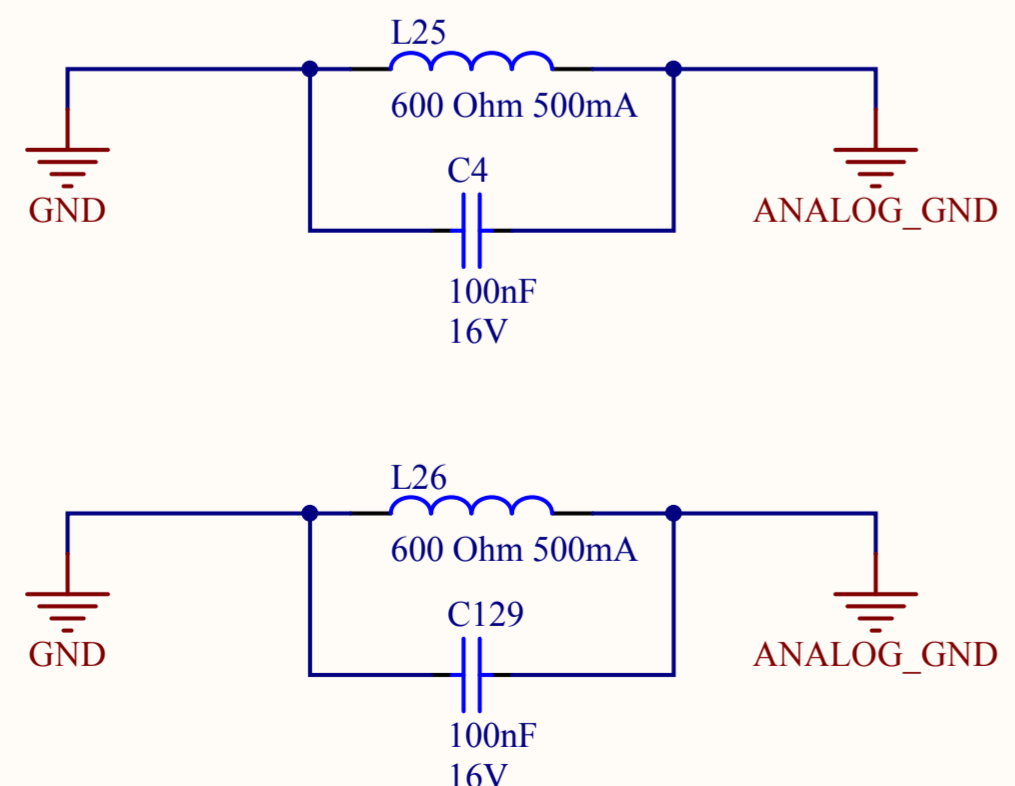 L25
600 Ohm 500mA
C4
GND
ANALOG_GND
100nF
16V
L26
600 Ohm 500mA
C129
GND
ANALOG_GND
100nF
16V